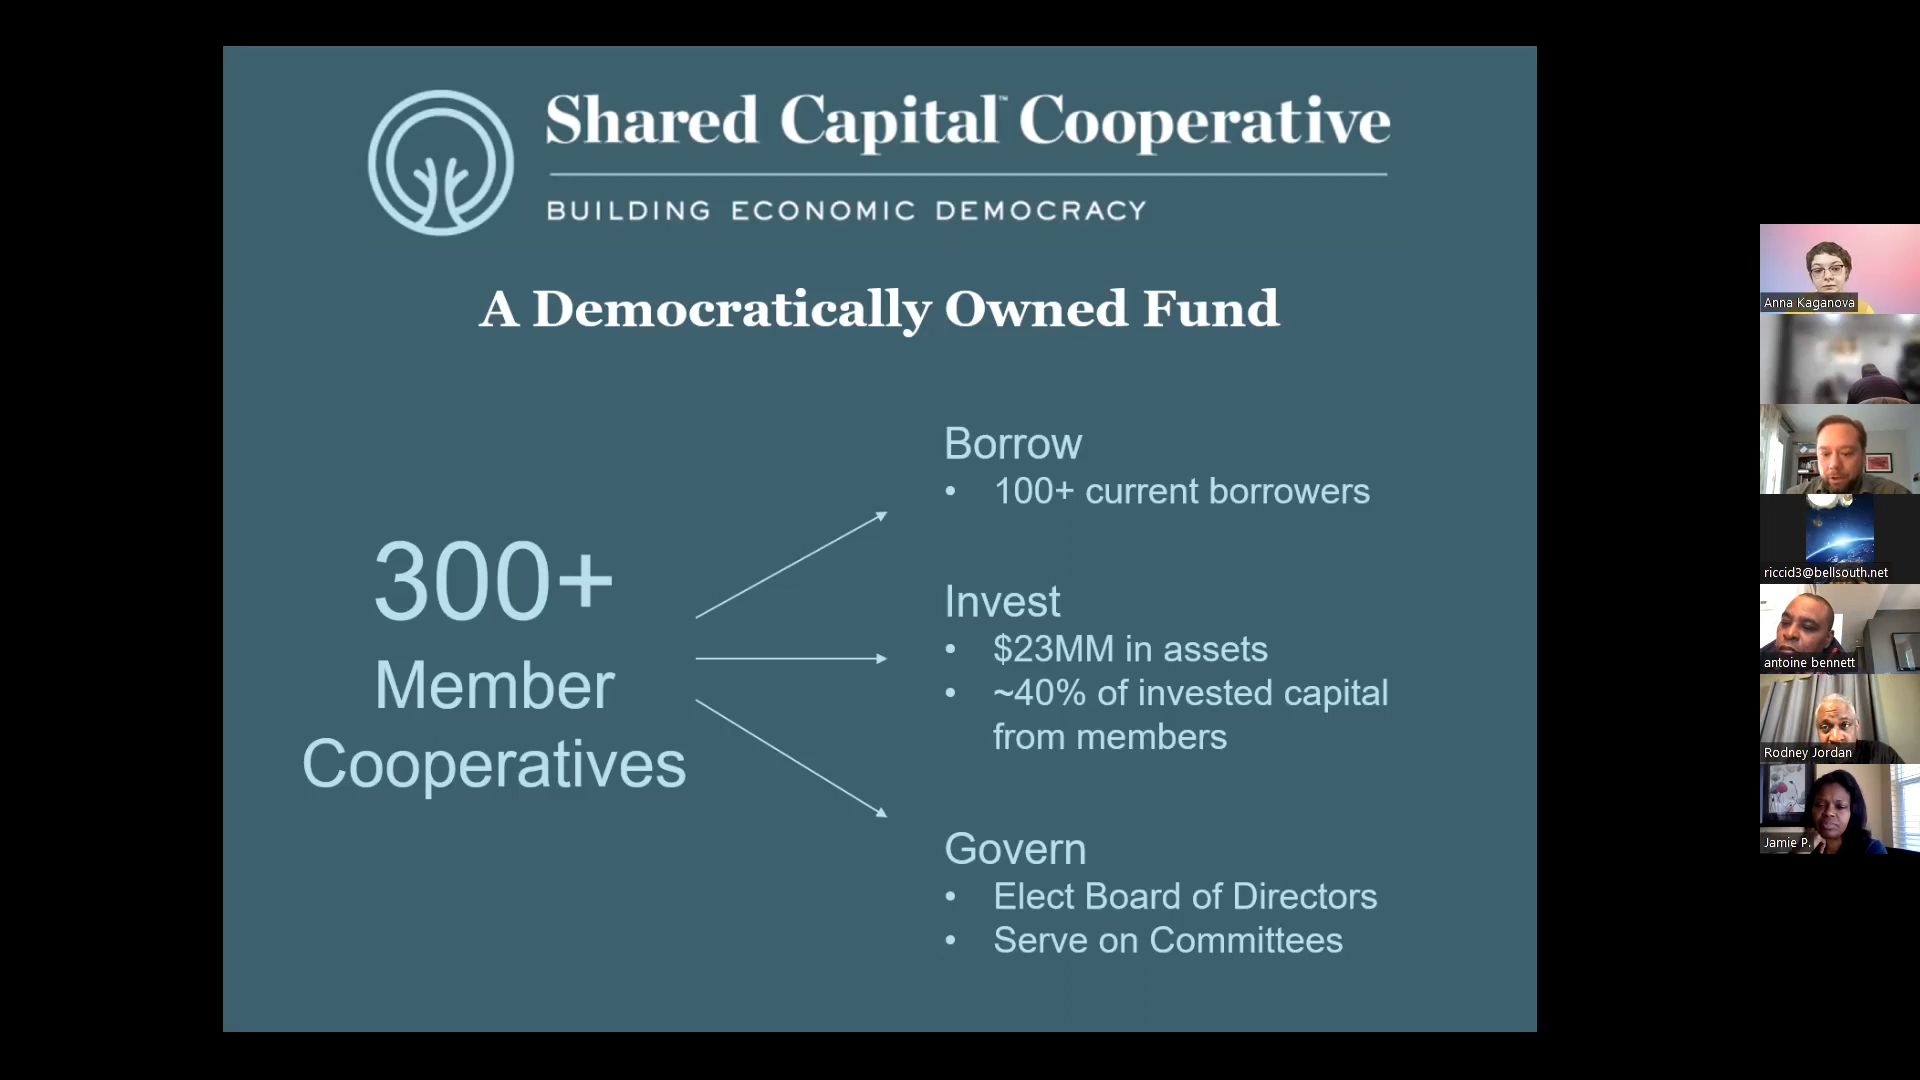 Shared Capital™ Cooperative
BUILDING ECONOMIC DEMOCRACY
A Democratically Owned Fund
300+
Member
Cooperatives
Borrow
• 100+ current borrowers
Invest
• $23MM in assets
• ~40% of invested capital
from members
Govern
• Elect Board of Directors
• Serve on Committees
Anna Kaganova
riccid3@bellsouth.net
antoine bennett
Rodney Jordan
Jamie P.